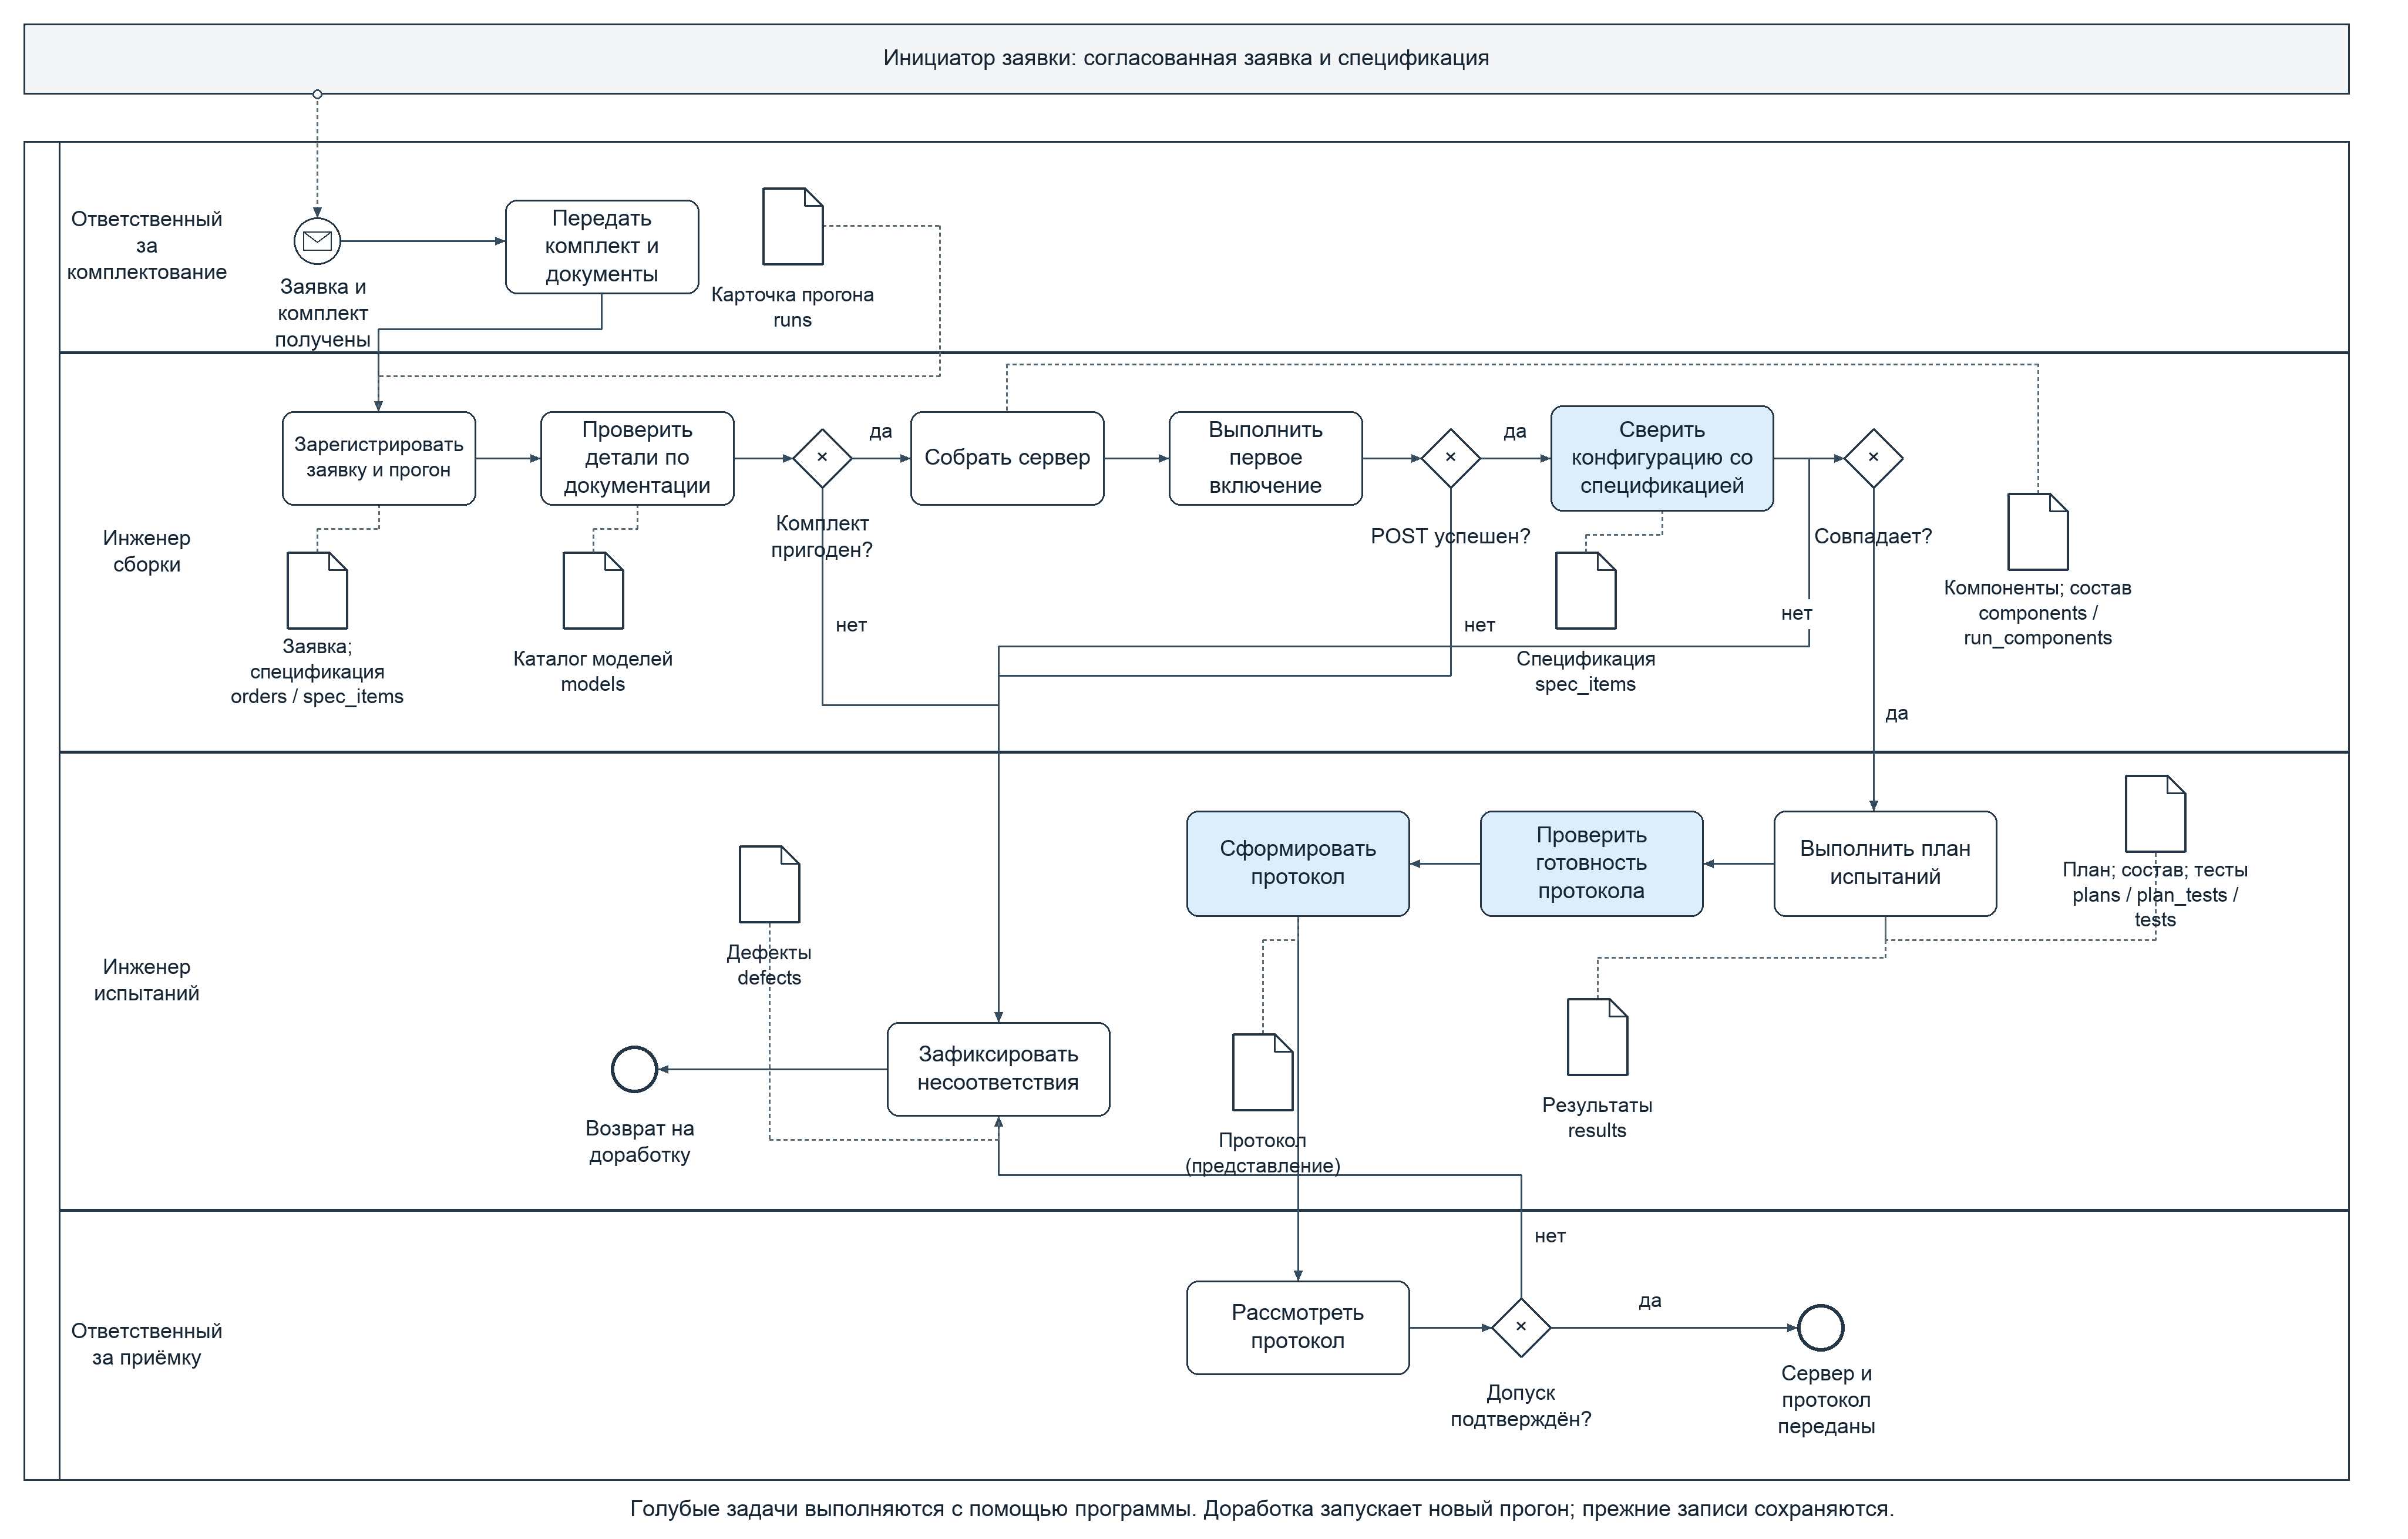 Инициатор заявки: согласованная заявка и спецификация
Ответственный
за
комплектование
Заявка и
комплект
получены
Передать
комплект и
документы
Карточка прогона
runs
Инженер
сборки
Зарегистрировать
заявку и прогон
Заявка;
спецификация
orders / spec_items
Проверить
детали по
документации
Каталог моделей
models
×
Комплект
пригоден?
да
нет
Собрать сервер
Выполнить
первое
включение
×
POST успешен?
да
нет
Сверить
конфигурацию со
спецификацией
Спецификация
spec_items
×
Совпадает?
нет
да
Компоненты; состав
components /
run_components
Инженер
испытаний
Дефекты
defects
Возврат на
доработку
Зафиксировать
несоответствия
Сформировать
протокол
Протокол
(представление)
Проверить
готовность
протокола
Выполнить план
испытаний
План; состав; тесты
plans / plan_tests /
tests
Результаты
results
Ответственный
за приёмку
Рассмотреть
протокол
×
Допуск
подтверждён?
нет
да
Сервер и
протокол
переданы
Голубые задачи выполняются с помощью программы. Доработка запускает новый прогон; прежние записи сохраняются.